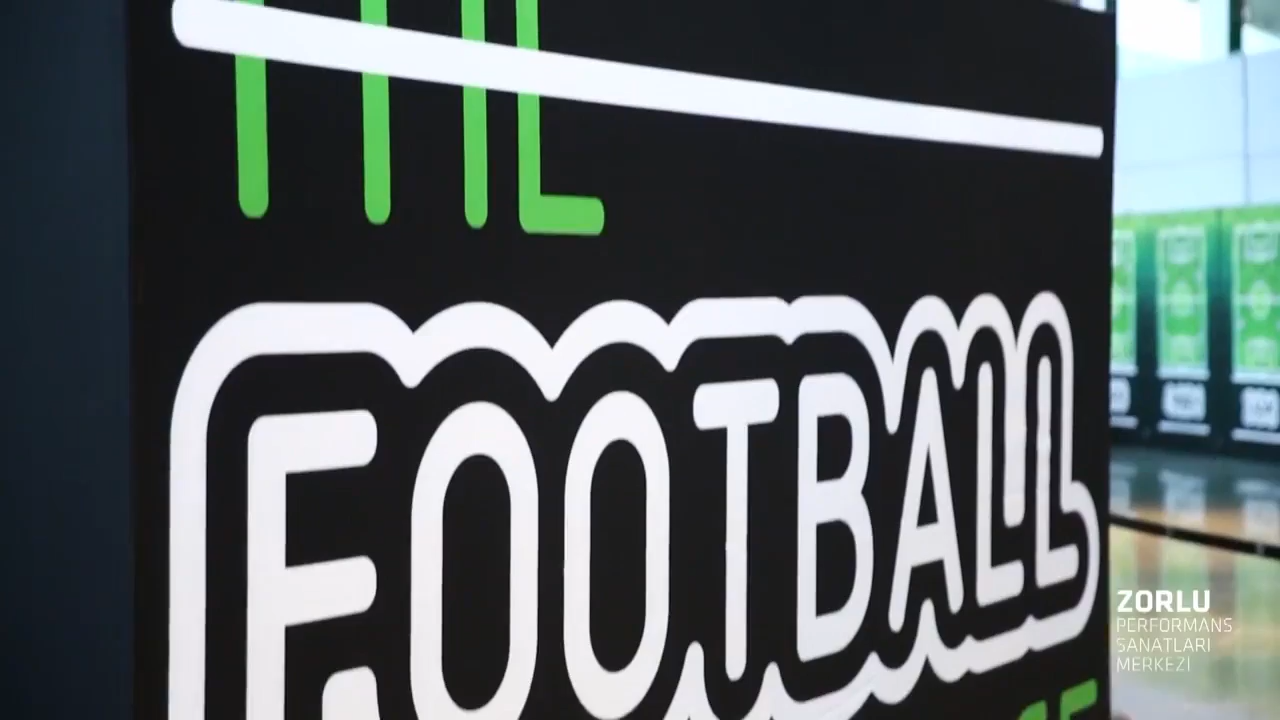 FOOTBALL
ZORLU
PERFORMANS
SANATLARI
MERKEZİ